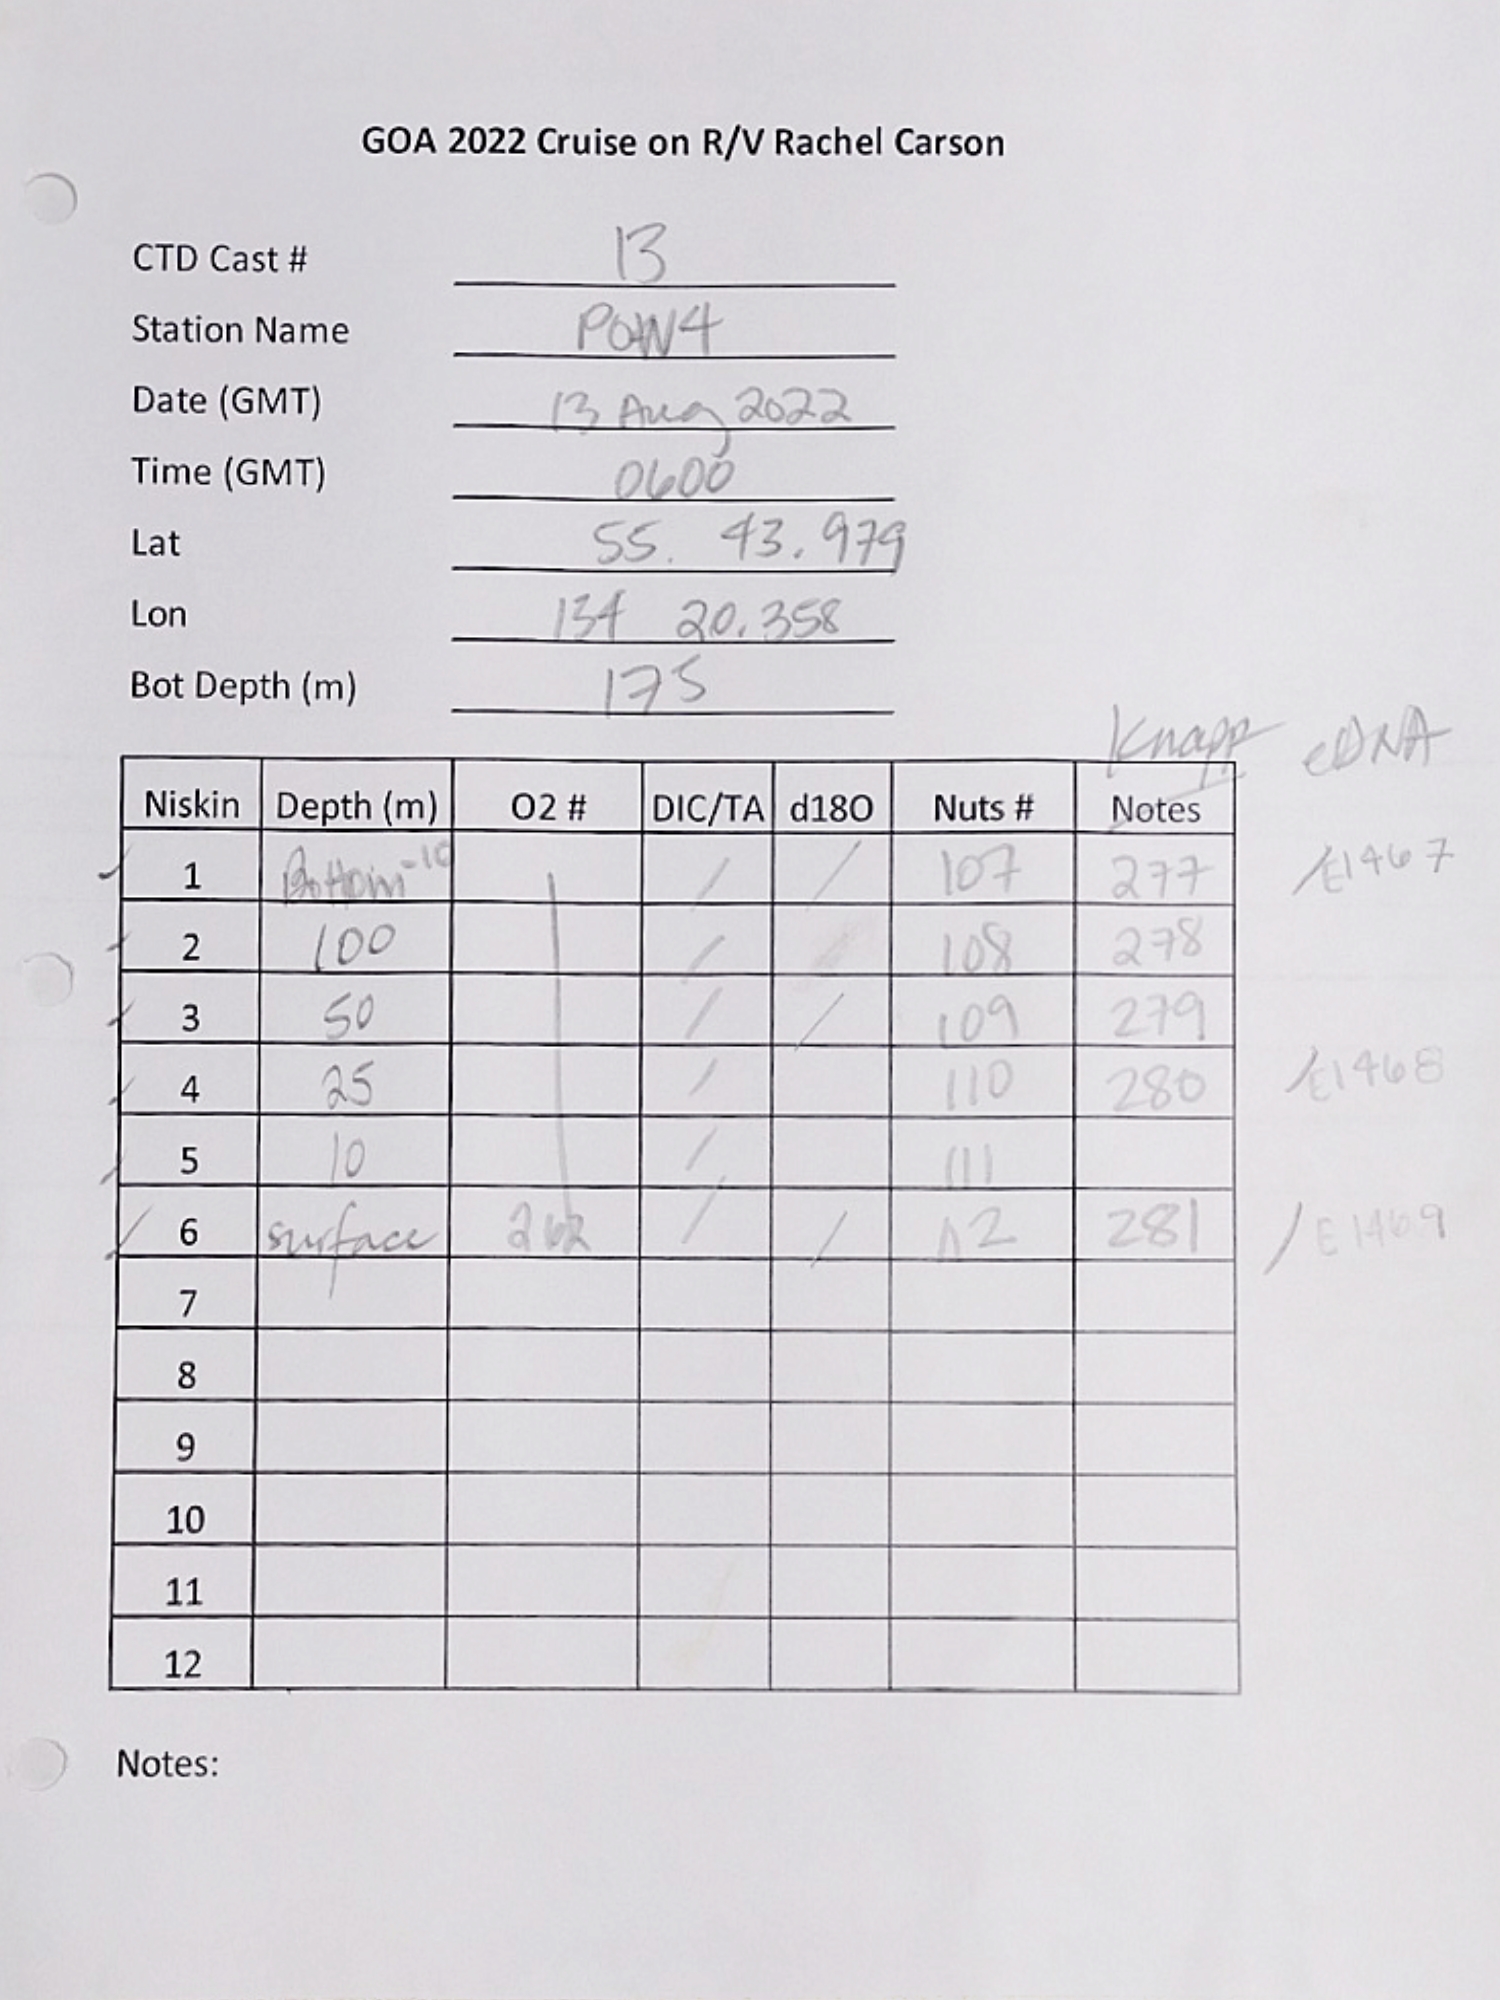 GOA 2022 Cruise on R/V Rachel Carson
CTD Cast # 13
Station Name POW4
Date (GMT) 13 Aug 2022
Time (GMT) 0600
Lat 55. 43.979
Lon 134 20.358
Bot Depth (m) 175
Knapp eDNA
Niskin Depth (m) O2 # DIC/TA d18O Nuts # Notes
1 Bottom-10 / / 107 277 /E1467
2 100 / 108 278
3 50 / / 109 279
4 25 / 110 280 /E1468
5 10 / 111
6 surface 262 / / 112 281 / E1469
7
8
9
10
11
12
Notes: